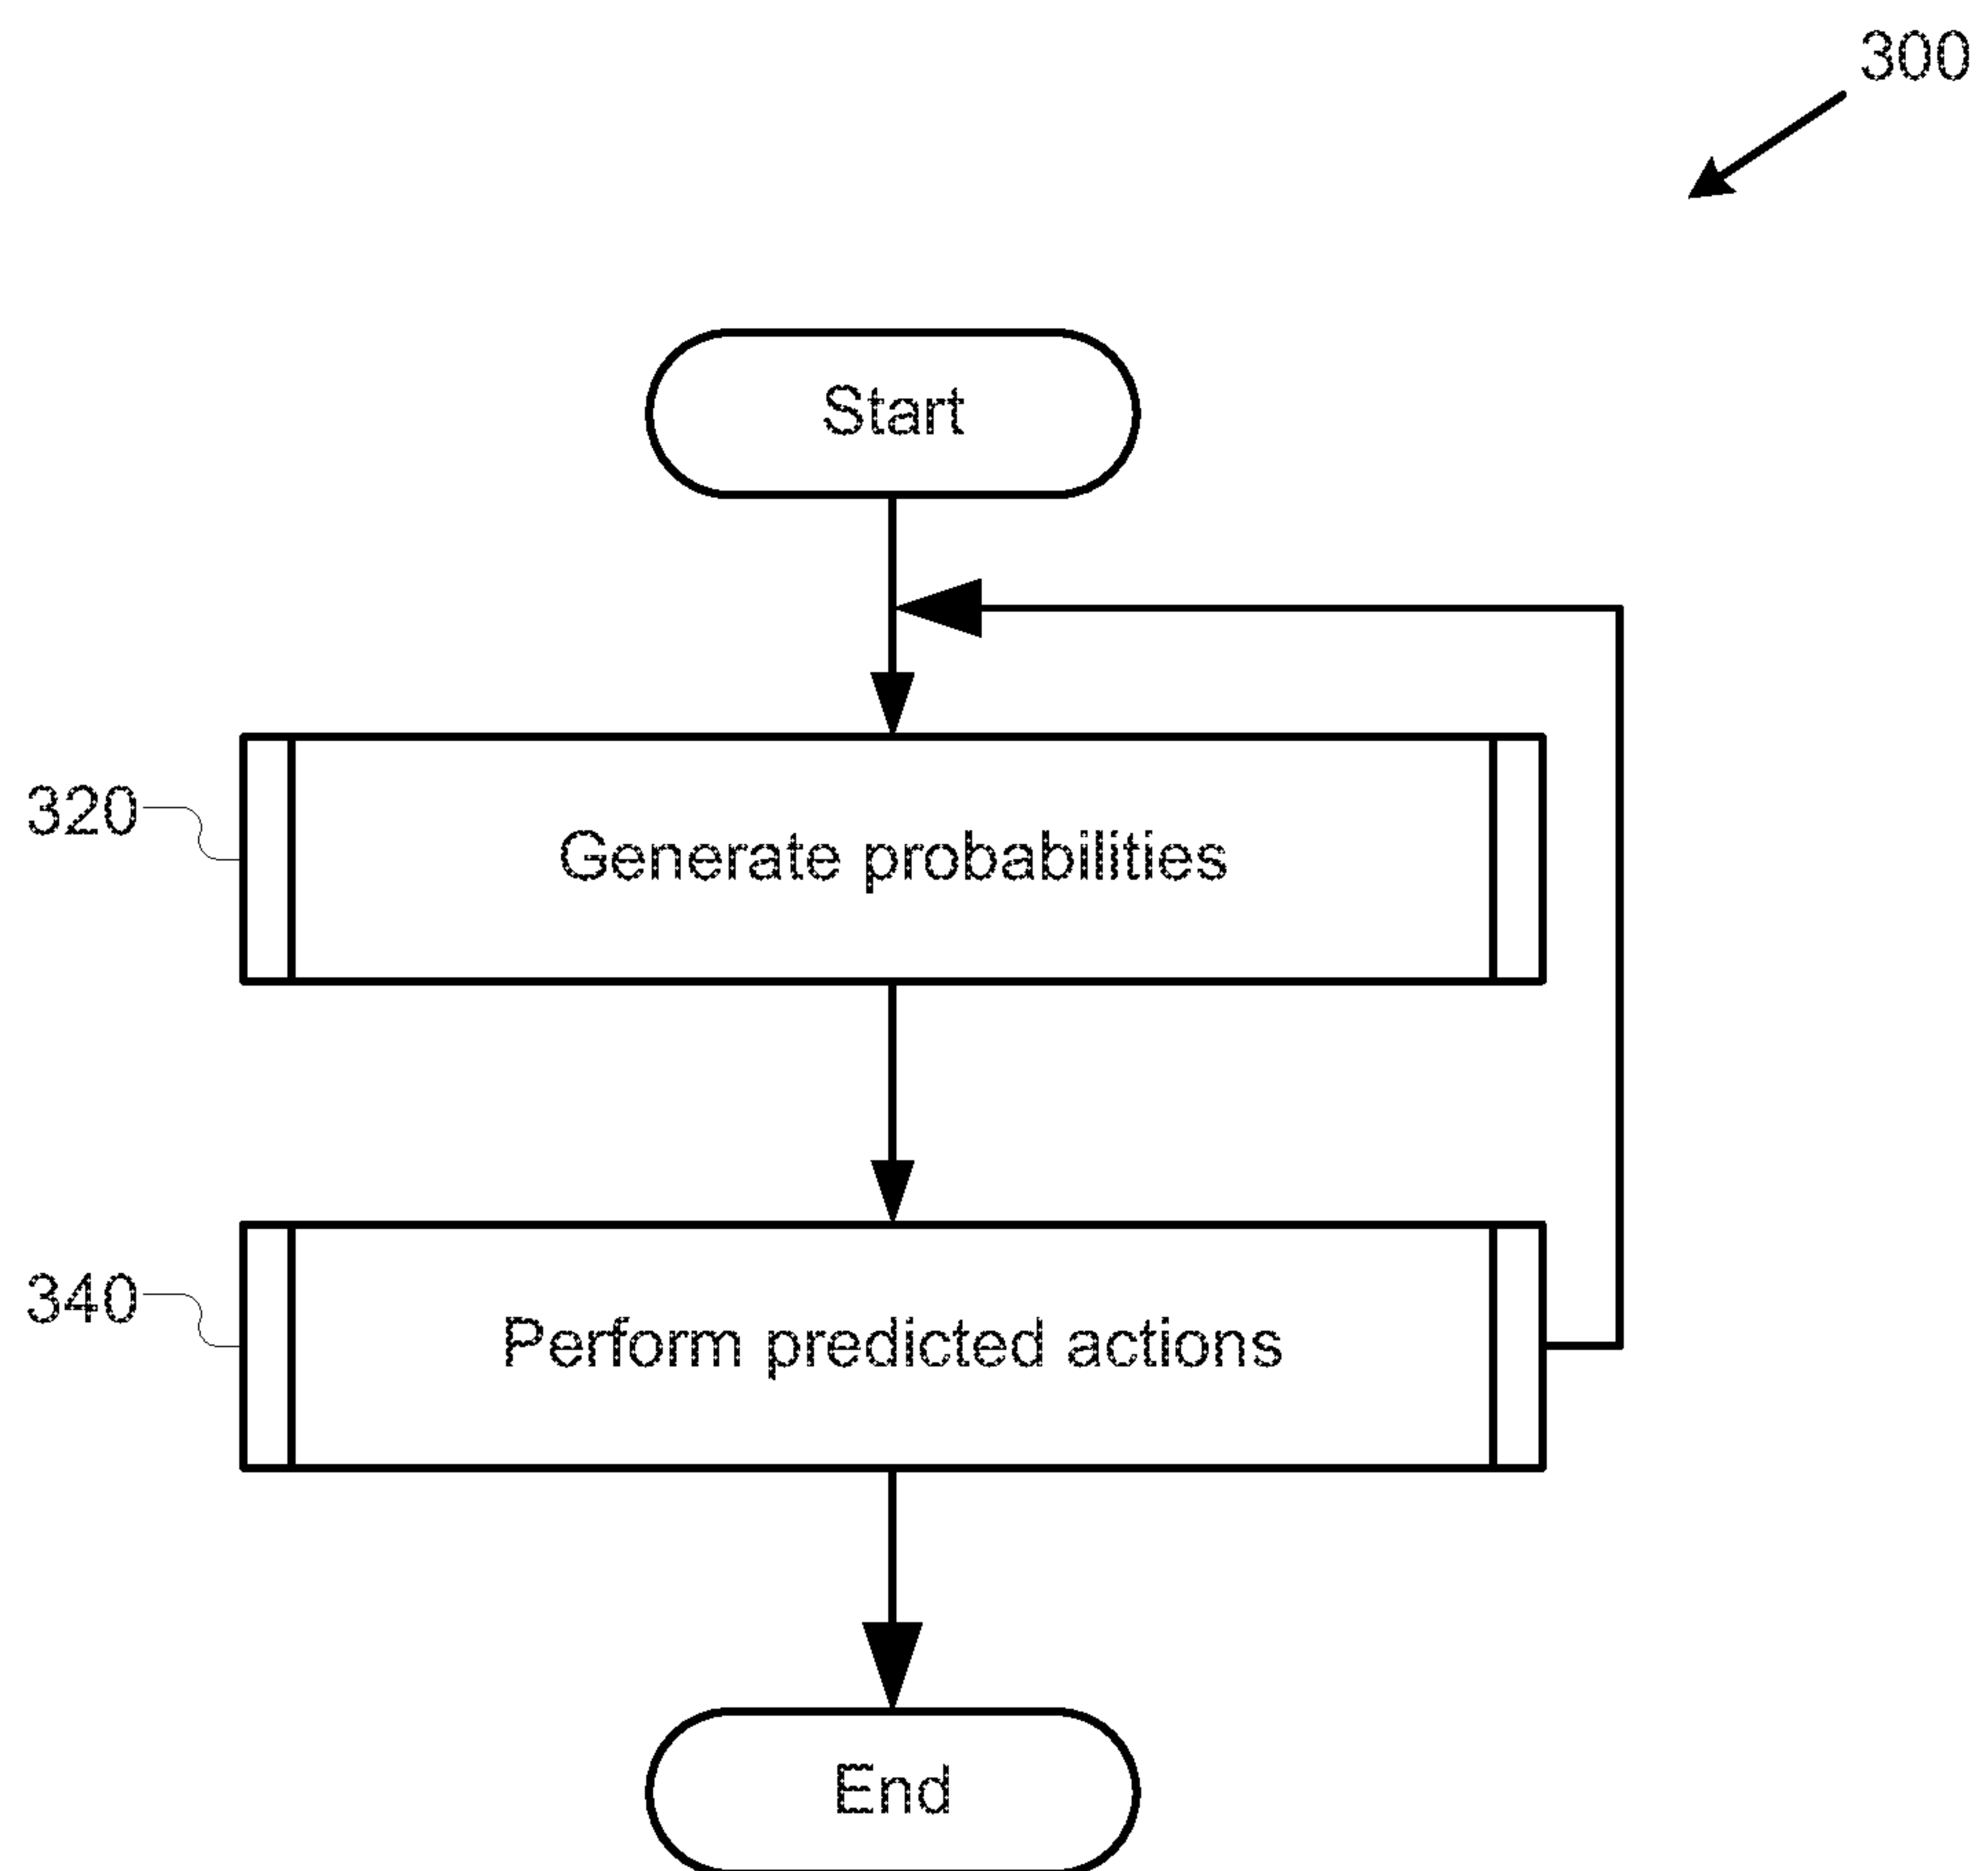 300
Start
320
Generate probabilities
340
Perform predicted actions
End